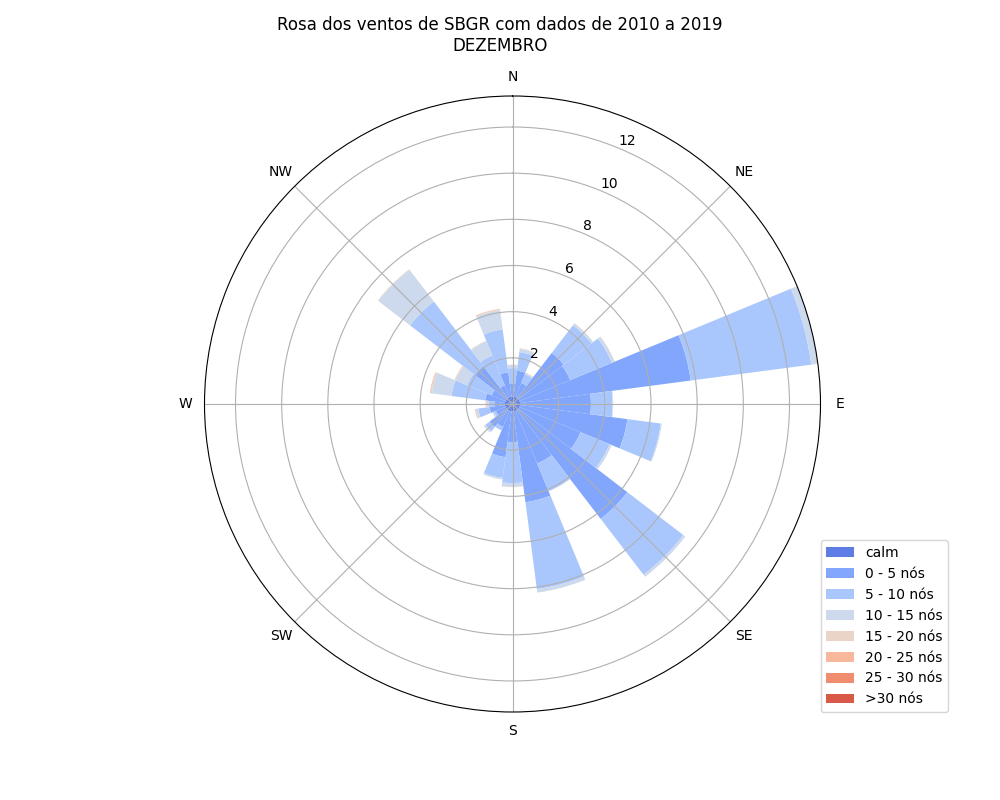 Rosa dos ventos de SBGR com dados de 2010 a 2019
DEZEMBRO
N
NW
NE
12
10
8
6
4
2
W
E
SW
SE
S
calm
0 - 5 nós
5 - 10 nós
10 - 15 nós
15 - 20 nós
20 - 25 nós
25 - 30 nós
>30 nós